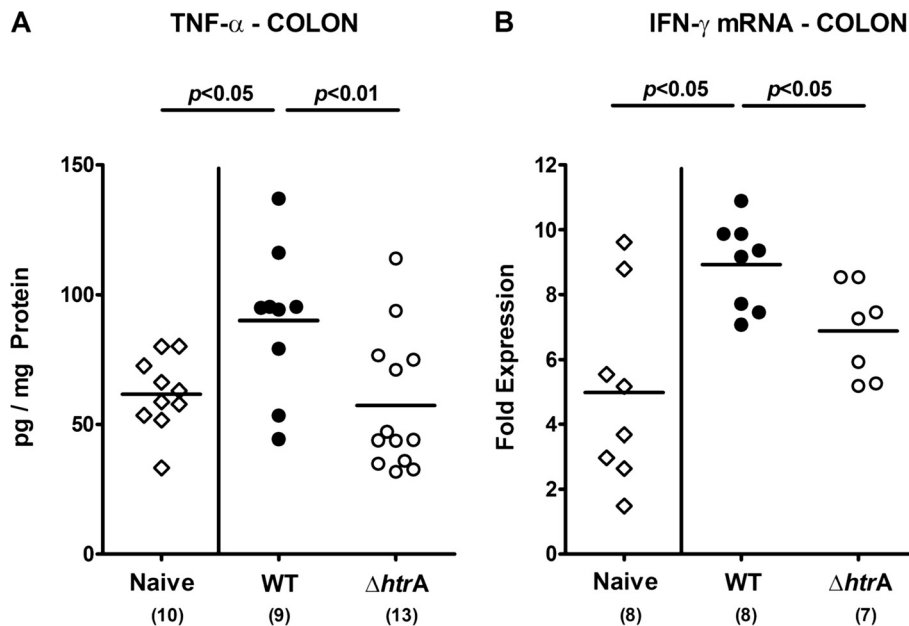 A
TNF-α - COLON
p<0.05
p<0.01
pg / mg Protein
150
100
50
0
Naive
WT
ΔhtrA
(10)
(9)
(13)
B
IFN-γ mRNA - COLON
p<0.05
p<0.05
Fold Expression
12
10
8
6
4
2
0
Naive
WT
ΔhtrA
(8)
(8)
(7)